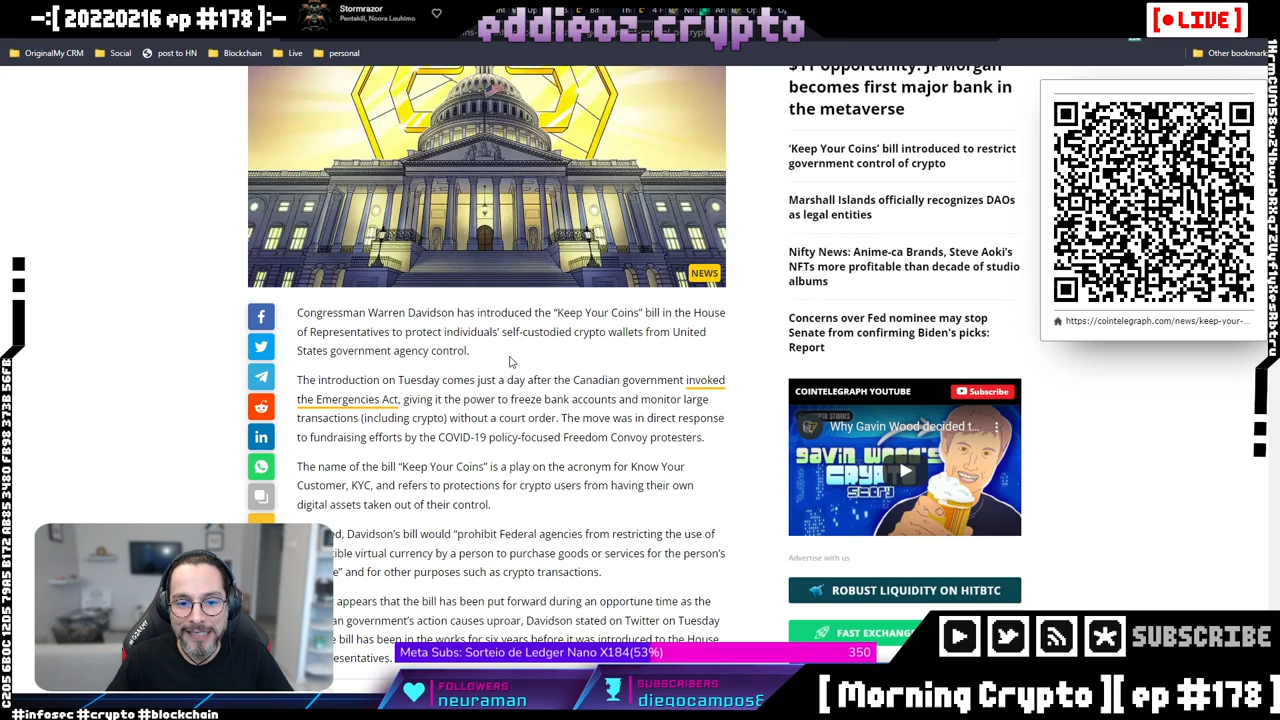 -:[ 20220216 ep #178 ]:-
Stormrazor
Pentakill, Noora Louhimo
eddieoz.crypto
[ • LIVE ]
OriginalMy CRM
Social
post to HN
Blockchain
Live
personal
Other bookmark
$1T opportunity: JPMorgan
becomes first major bank in
the metaverse
‘Keep Your Coins’ bill introduced to restrict
government control of crypto
Marshall Islands officially recognizes DAOs
as legal entities
Nifty News: Anime-ca Brands, Steve Aoki’s
NFTs more profitable than decade of studio
albums
Concerns over Fed nominee may stop
Senate from confirming Biden's picks:
Report
https://cointelegraph.com/news/keep-your-...
NEWS
Congressman Warren Davidson has introduced the “Keep Your Coins” bill in the House
of Representatives to protect individuals’ self-custodied crypto wallets from United
States government agency control.
The introduction on Tuesday comes just a day after the Canadian government invoked
the Emergencies Act, giving it the power to freeze bank accounts and monitor large
transactions (including crypto) without a court order. The move was in direct response
to fundraising efforts by the COVID-19 policy-focused Freedom Convoy protesters.
The name of the bill “Keep Your Coins” is a play on the acronym for Know Your
Customer, KYC, and refers to protections for crypto users from having their own
digital assets taken out of their control.
ed, Davidson’s bill would “prohibit Federal agencies from restricting the use of
ible virtual currency by a person to purchase goods or services for the person’s
e” and for other purposes such as crypto transactions.
appears that the bill has been put forward during an opportune time as the
an government’s action causes uproar, Davidson stated on Twitter on Tuesday
e bill has been in the works for six years before it was introduced to the House
esentatives.
COINTELEGRAPH YOUTUBE
Subscribe
CRYPTO STORIES
Why Gavin Wood decided t...
GAVIN WOOD'S
CRYPTO
STORY
Advertise with us
ROBUST LIQUIDITY ON HITBTC
FAST EXCHANG
Meta Subs: Sorteio de Ledger Nano X184(53%)
350
FOLLOWERS
neuraman
SUBSCRIBERS
diegocampos8
SUBSCRIBE
[ Morning Crypto ][ ep #178 ]
#infosec #crypto #blockchain